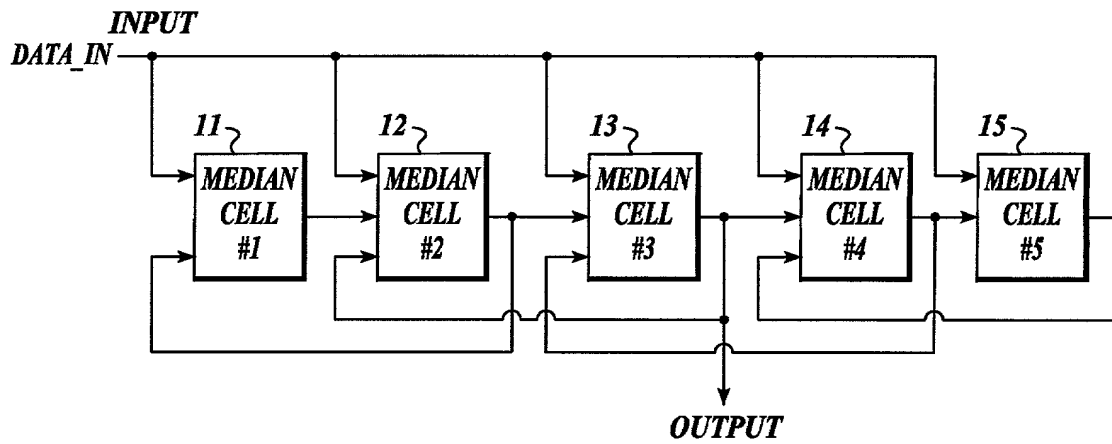 INPUT
DATA_IN
11
12
13
14
15
MEDIAN
CELL
#1
MEDIAN
CELL
#2
MEDIAN
CELL
#3
MEDIAN
CELL
#4
MEDIAN
CELL
#5
OUTPUT